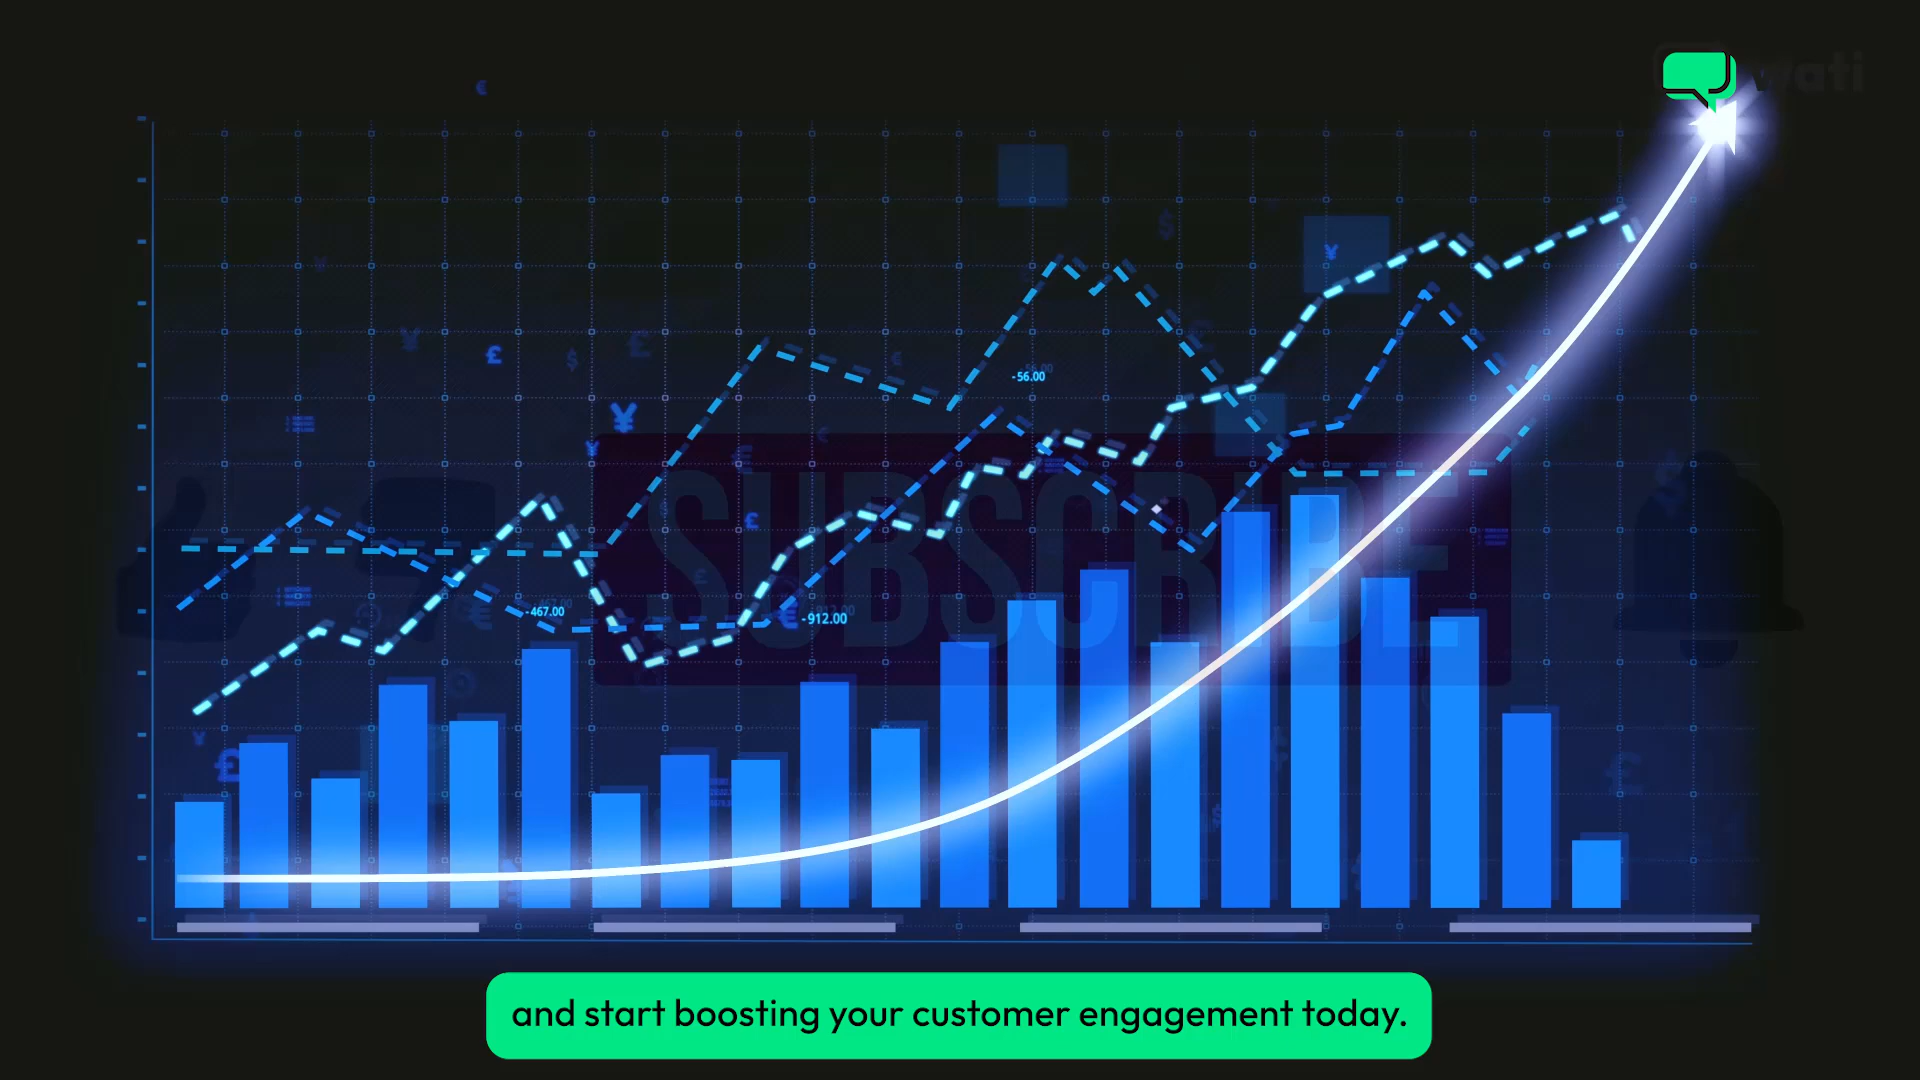 wati
-56.00
SUBSCRIBE
-467.00
-912.00
and start boosting your customer engagement today.